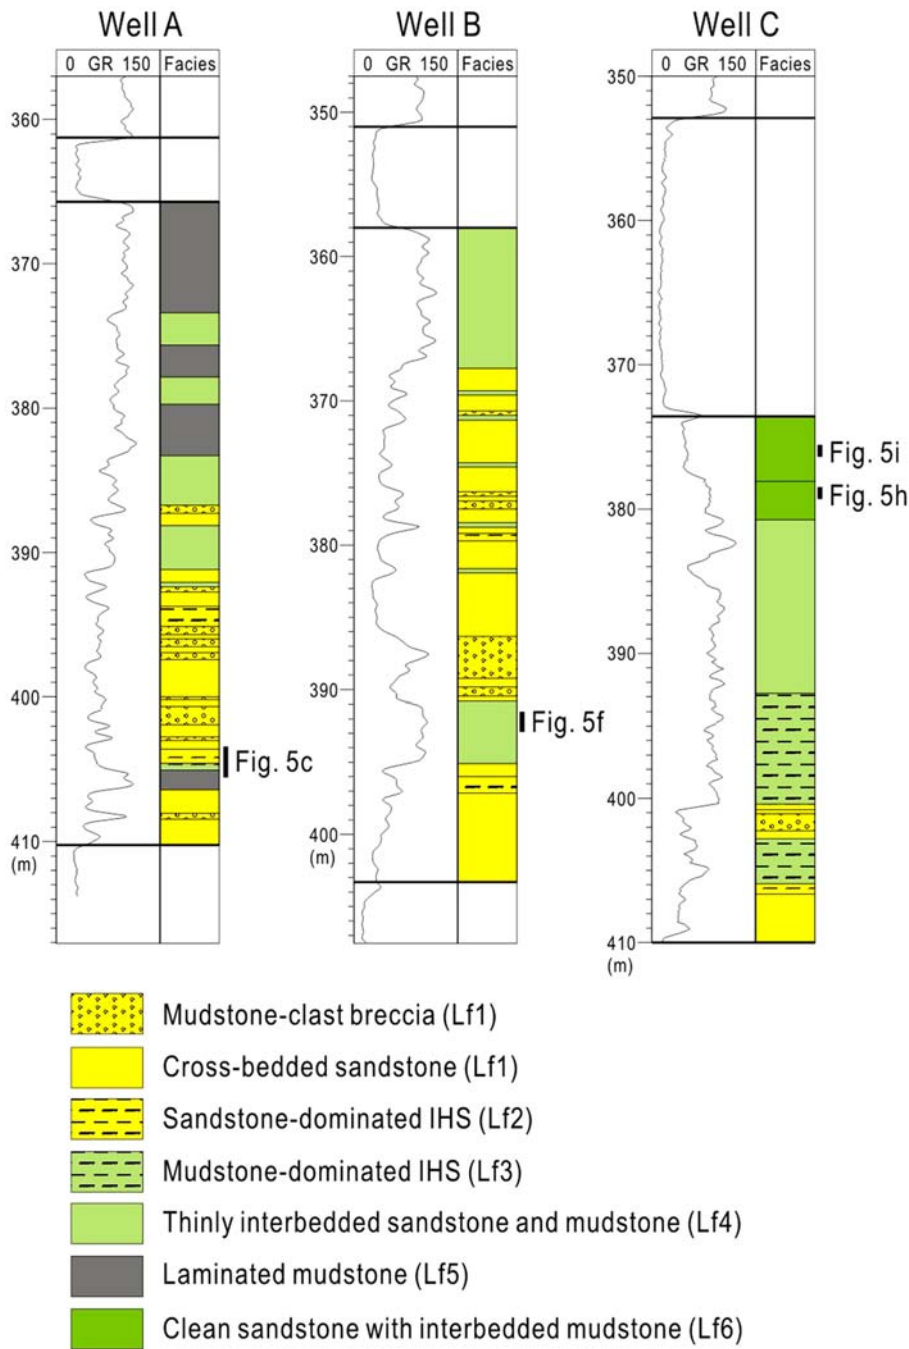 Well A
0 GR 150 Facies
360
370
380
390
400
410
(m)
Fig. 5c
Well B
0 GR 150 Facies
350
360
370
380
390
400
(m)
Fig. 5f
Well C
0 GR 150 Facies
350
360
370
380
390
400
410
(m)
Fig. 5i
Fig. 5h
Mudstone-clast breccia (Lf1)
Cross-bedded sandstone (Lf1)
Sandstone-dominated IHS (Lf2)
Mudstone-dominated IHS (Lf3)
Thinly interbedded sandstone and mudstone (Lf4)
Laminated mudstone (Lf5)
Clean sandstone with interbedded mudstone (Lf6)